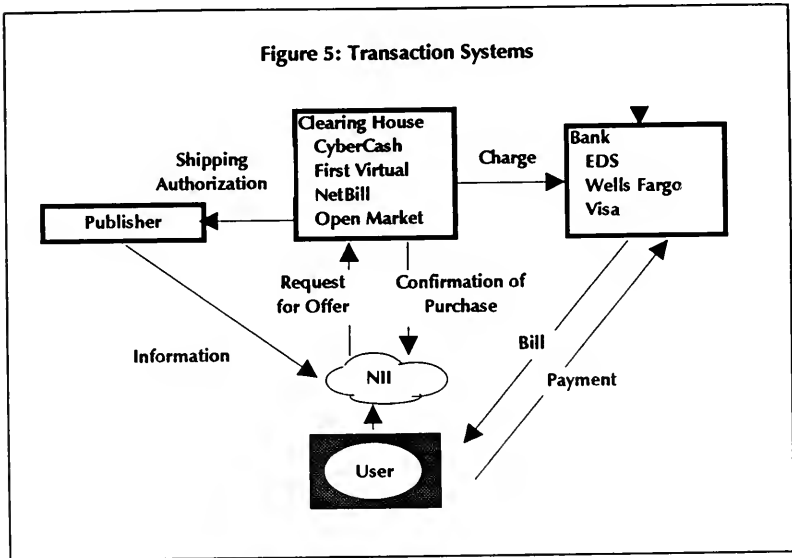 Figure 5: Transaction Systems
Clearing House
CyberCash
First Virtual
NetBill
Open Market
Bank
EDS
Wells Fargo
Visa
Shipping
Authorization
Charge
Publisher
Request
for Offer
Confirmation of
Purchase
Information
NII
Bill
Payment
User